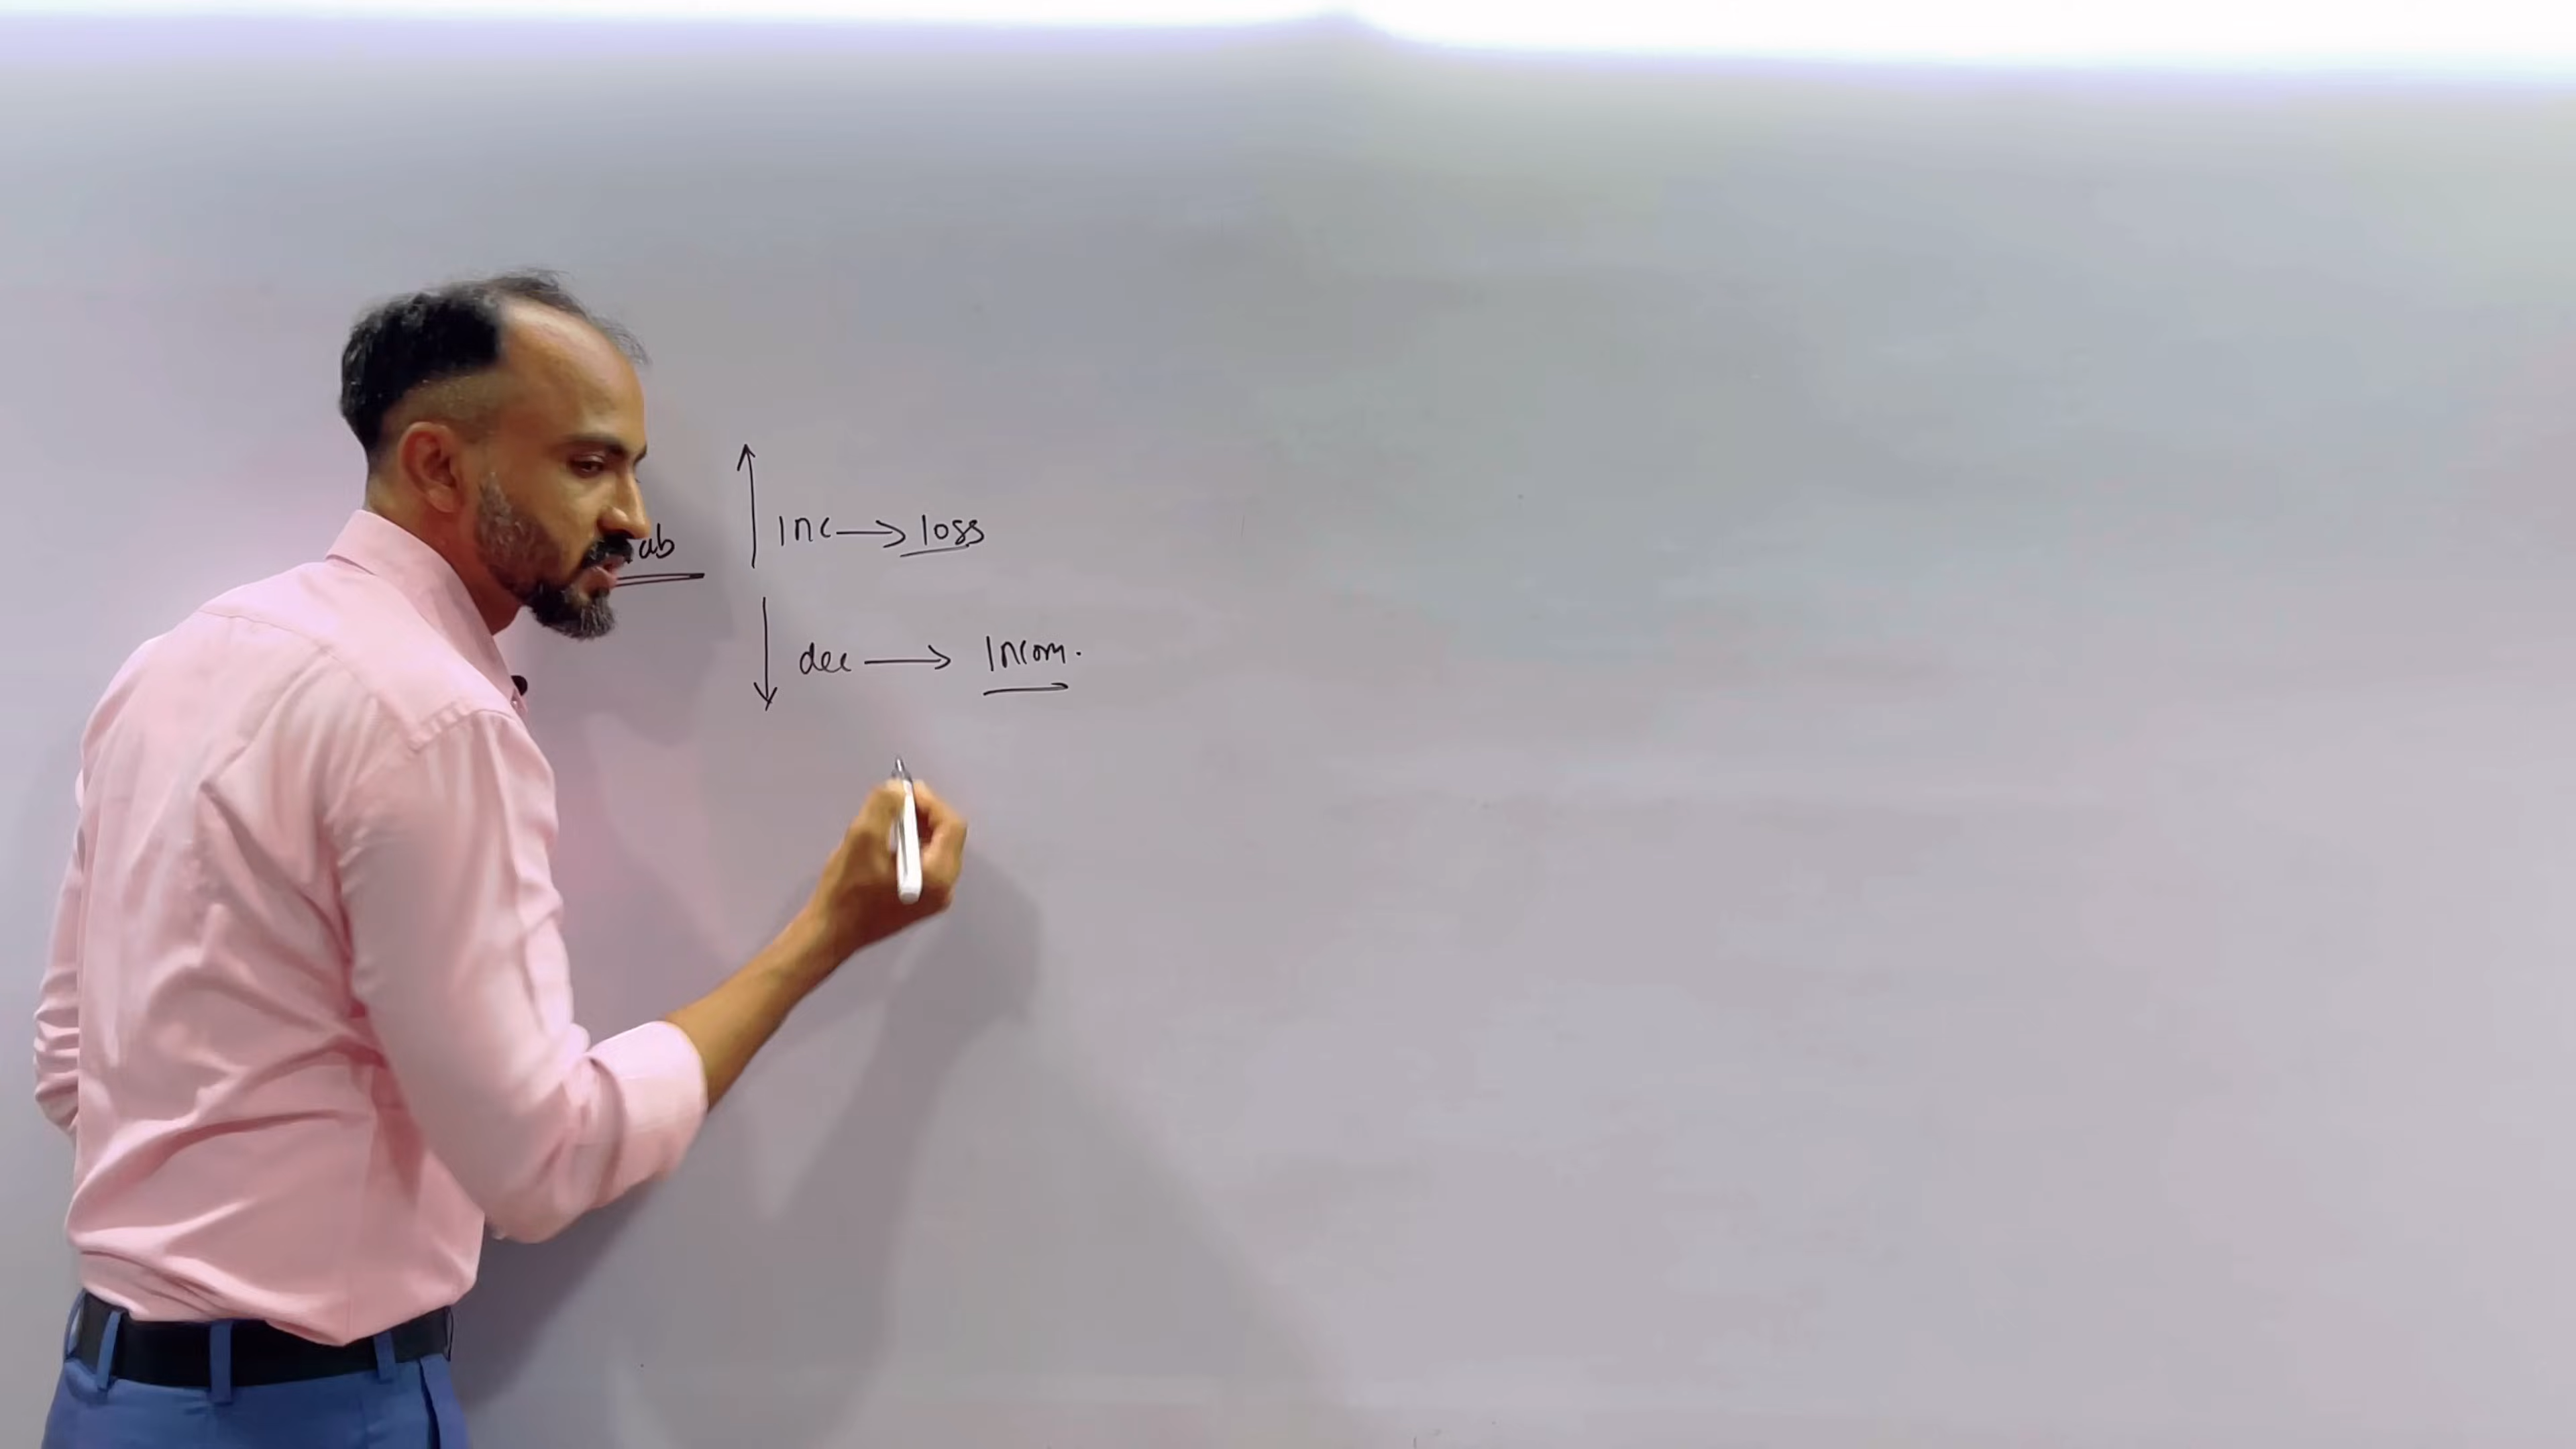 ab
↑ Inc → loss
↓ dec → Incom.